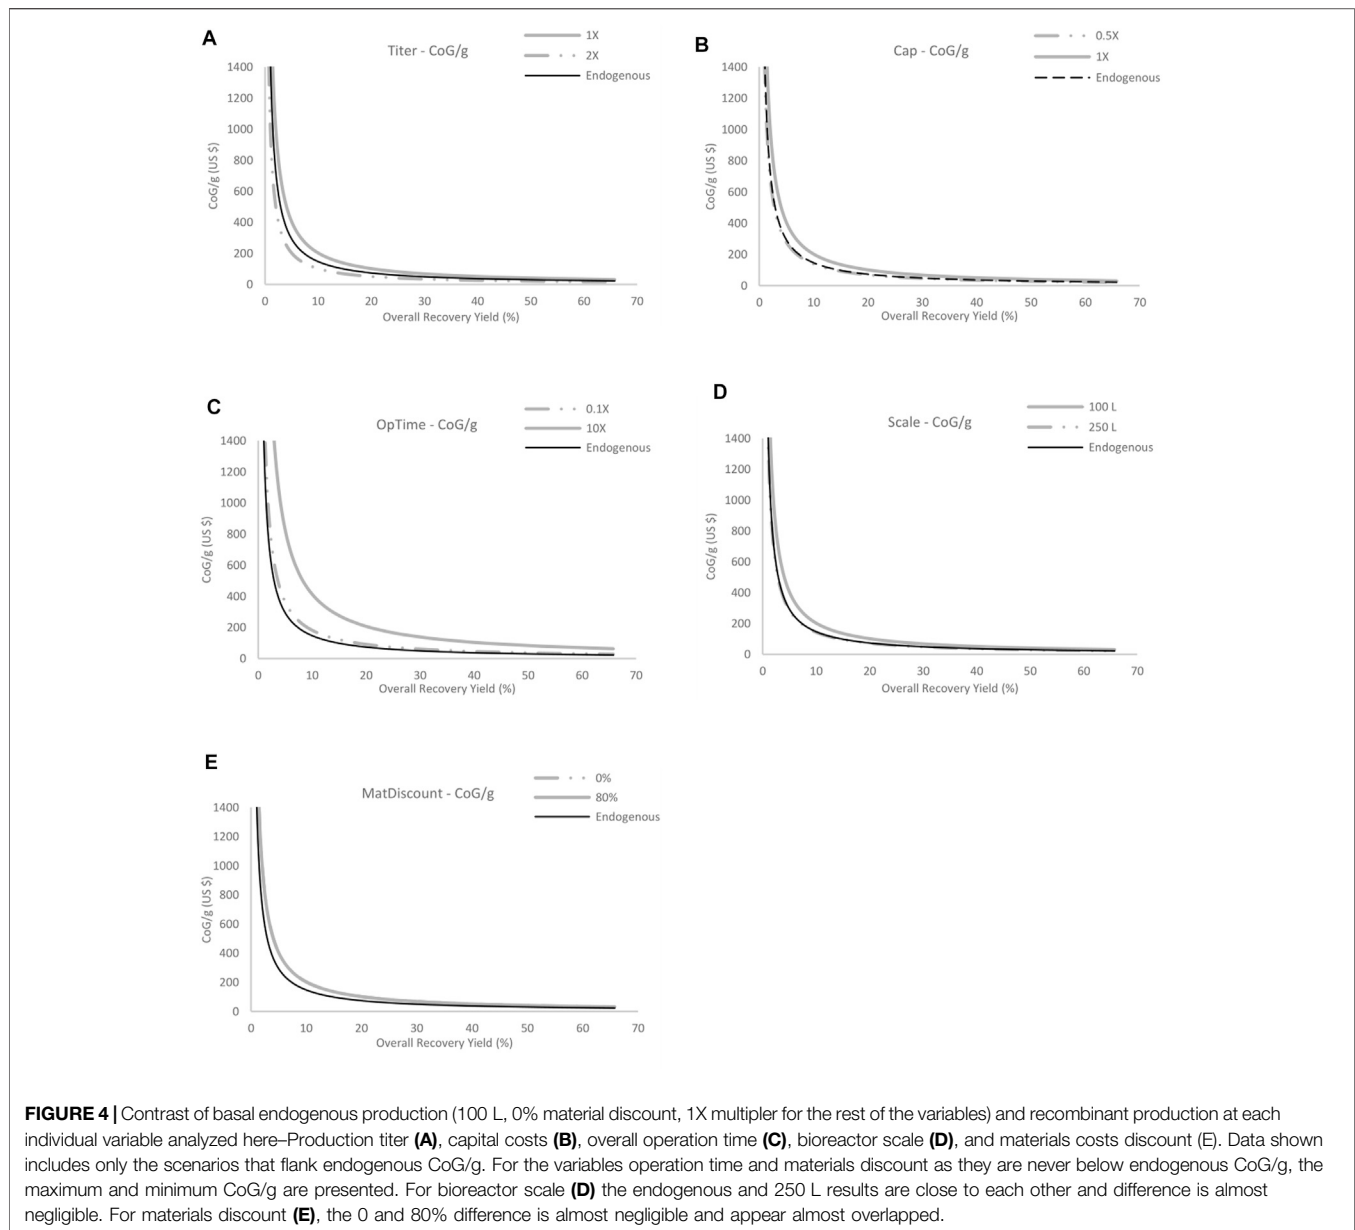 A
Titer - CoG/g
1X
2X
Endogenous
1400
1200
1000
800
600
400
200
0
CoG/g (US $)
0 10 20 30 40 50 60 70
Overall Recovery Yield (%)
B
Cap - CoG/g
0.5X
1X
Endogenous
1400
1200
1000
800
600
400
200
0
CoG/g (US $)
0 10 20 30 40 50 60 70
Overall Recovery Yield (%)
C
OpTime - CoG/g
0.1X
10X
Endogenous
1400
1200
1000
800
600
400
200
0
CoG/g (US $)
0 10 20 30 40 50 60 70
Overall Recovery Yield (%)
D
Scale - CoG/g
100 L
250 L
Endogenous
1400
1200
1000
800
600
400
200
0
CoG/g (US $)
0 10 20 30 40 50 60 70
Overall Recovery Yield (%)
E
MatDiscount - CoG/g
0%
80%
Endogenous
1400
1200
1000
800
600
400
200
0
CoG/g (US $)
0 10 20 30 40 50 60 70
Overall Recovery Yield (%)
FIGURE 4 | Contrast of basal endogenous production (100 L, 0% material discount, 1X multipler for the rest of the variables) and recombinant production at each
individual variable analyzed here–Production titer (A), capital costs (B), overall operation time (C), bioreactor scale (D), and materials costs discount (E). Data shown
includes only the scenarios that flank endogenous CoG/g. For the variables operation time and materials discount as they are never below endogenous CoG/g, the
maximum and minimum CoG/g are presented. For bioreactor scale (D) the endogenous and 250 L results are close to each other and difference is almost
negligible. For materials discount (E), the 0 and 80% difference is almost negligible and appear almost overlapped.